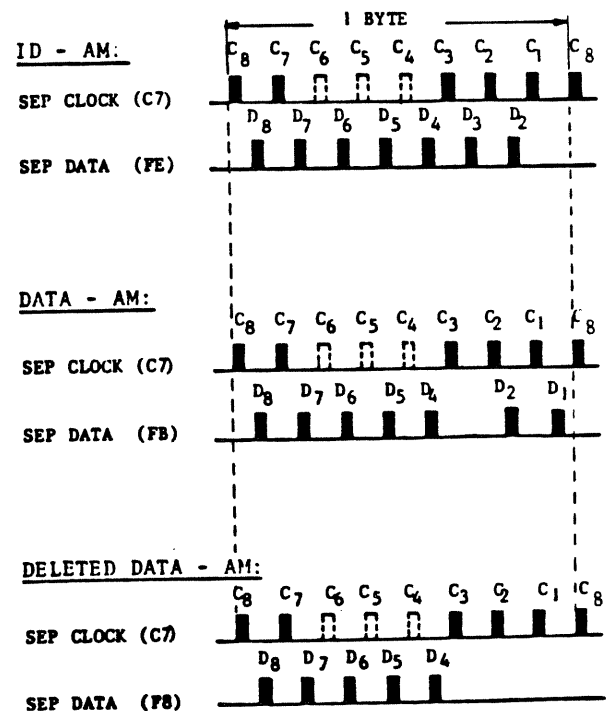 1 BYTE
ID - AM:
C8 C7 C6 C5 C4 C3 C2 C1 C8
SEP CLOCK (C7)
D8 D7 D6 D5 D4 D3 D2
SEP DATA (FE)
DATA - AM:
C8 C7 C6 C5 C4 C3 C2 C1 C8
SEP CLOCK (C7)
D8 D7 D6 D5 D4 D2 D1
SEP DATA (FB)
DELETED DATA - AM:
C8 C7 C6 C5 C4 C3 C2 C1 C8
SEP CLOCK (C7)
D8 D7 D6 D5 D4
SEP DATA (F8)